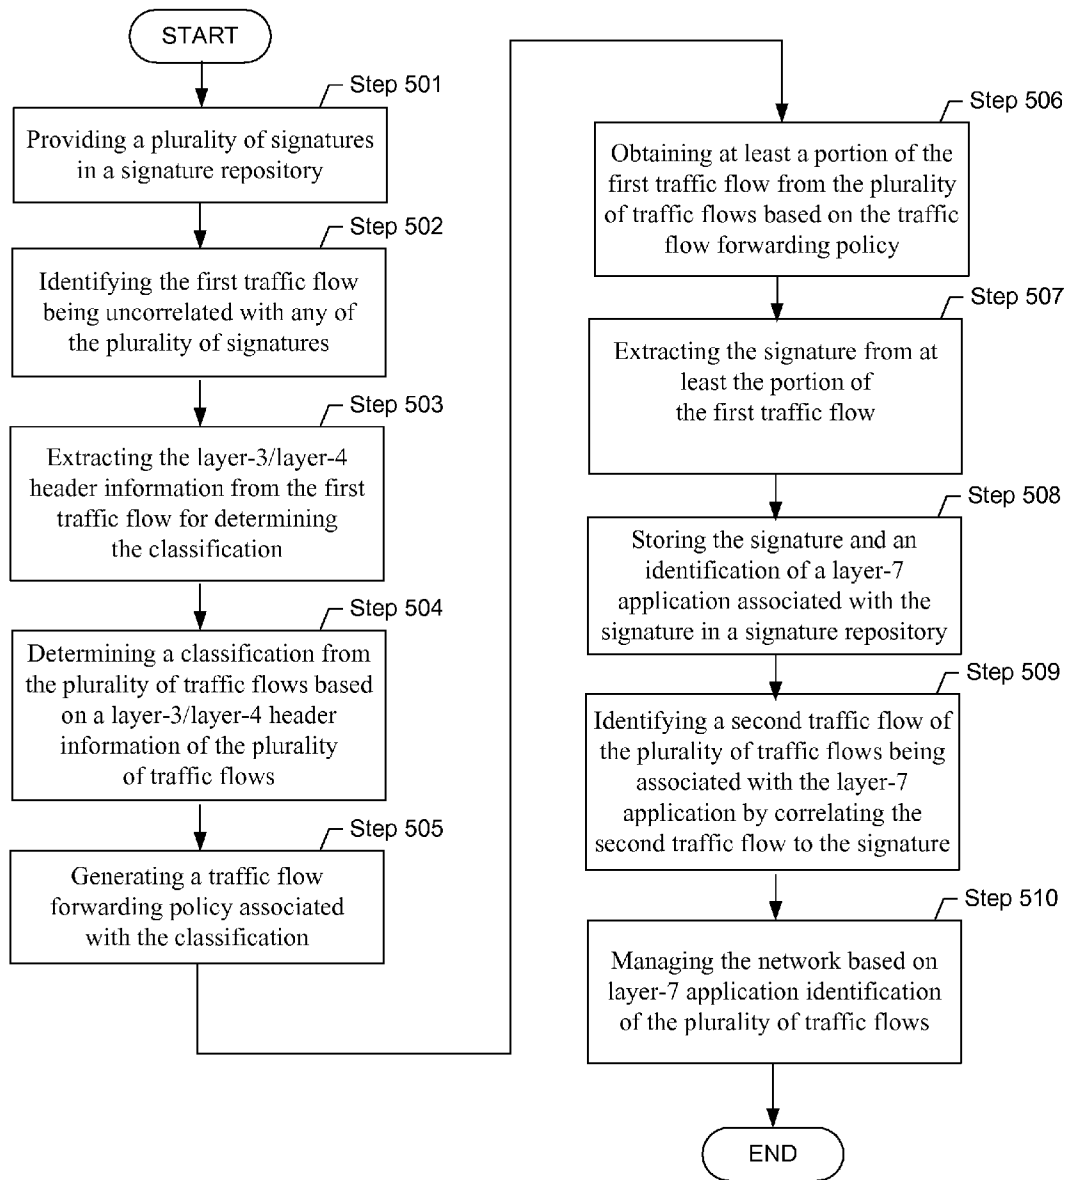 START
Step 501
Providing a plurality of signatures
in a signature repository
Step 502
Identifying the first traffic flow
being uncorrelated with any of
the plurality of signatures
Step 503
Extracting the layer-3/layer-4
header information from the first
traffic flow for determining
the classification
Step 504
Determining a classification from
the plurality of traffic flows based
on a layer-3/layer-4 header
information of the plurality
of traffic flows
Step 505
Generating a traffic flow
forwarding policy associated
with the classification
Step 506
Obtaining at least a portion of the
first traffic flow from the plurality
of traffic flows based on the traffic
flow forwarding policy
Step 507
Extracting the signature from at
least the portion of
the first traffic flow
Step 508
Storing the signature and an
identification of a layer-7
application associated with the
signature in a signature repository
Step 509
Identifying a second traffic flow of
the plurality of traffic flows being
associated with the layer-7
application by correlating the
second traffic flow to the signature
Step 510
Managing the network based on
layer-7 application identification
of the plurality of traffic flows
END